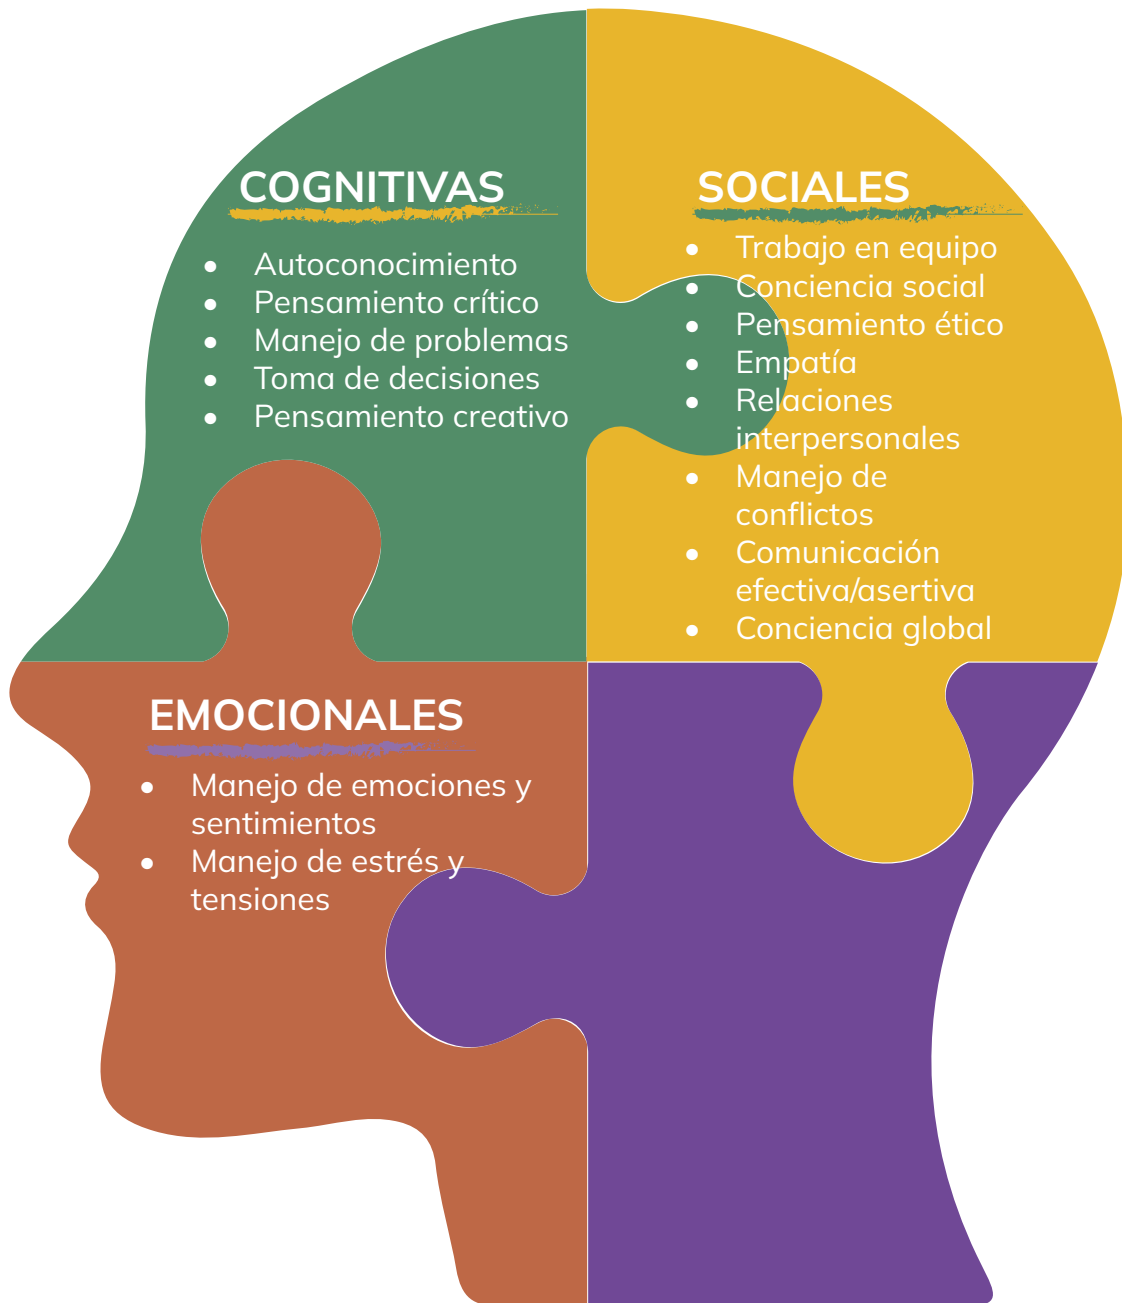 COGNITIVAS
● Autoconocimiento
● Pensamiento crítico
● Manejo de problemas
● Toma de decisiones
● Pensamiento creativo
SOCIALES
● Trabajo en equipo
● Conciencia social
● Pensamiento ético
● Empatía
● Relaciones
interpersonales
● Manejo de
conflictos
● Comunicación
efectiva/asertiva
● Conciencia global
EMOCIONALES
● Manejo de emociones y
sentimientos
● Manejo de estrés y
tensiones